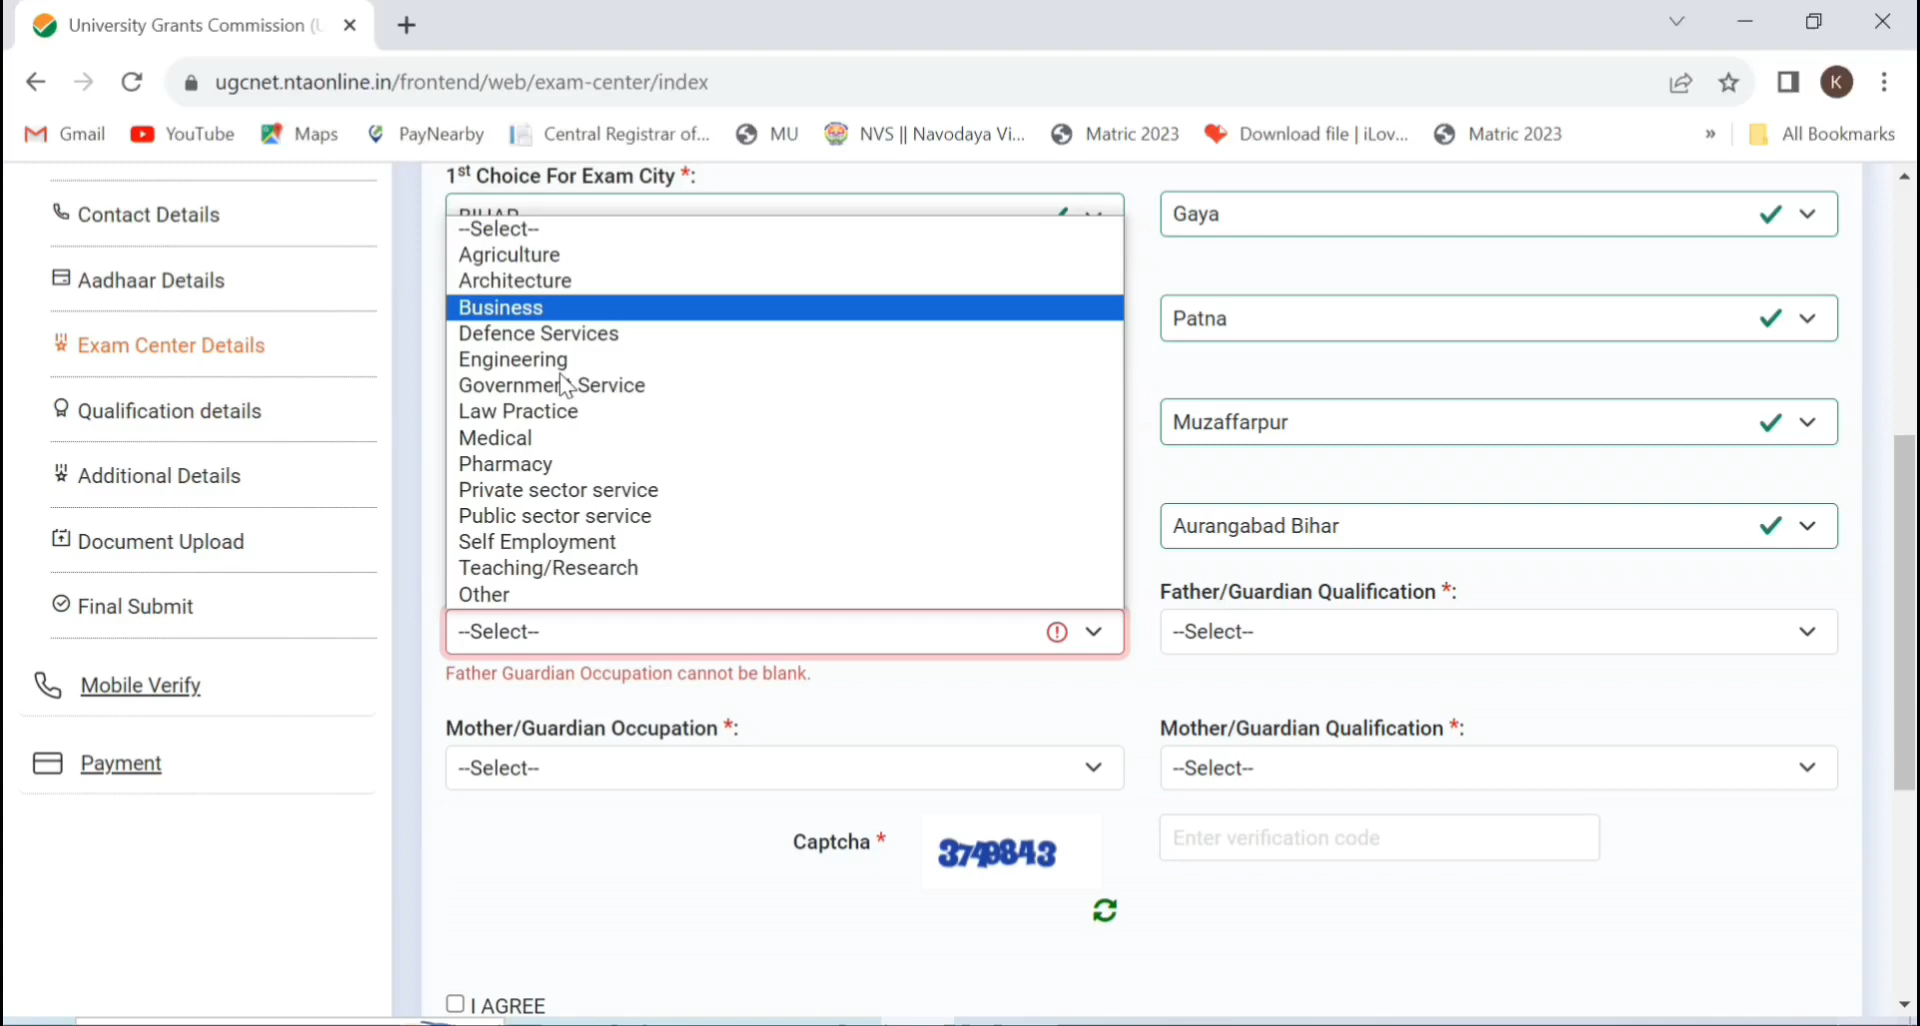 University Grants Commission (
ugcnet.ntaonline.in/frontend/web/exam-center/index
K
Gmail
YouTube
Maps
PayNearby
Central Registrar of...
MU
NVS || Navodaya Vi...
Matric 2023
Download file | iLov...
Matric 2023
»
All Bookmarks
Contact Details
Aadhaar Details
Exam Center Details
Qualification details
Additional Details
Document Upload
Final Submit
Mobile Verify
Payment
1st Choice For Exam City *:
BIHAR
Gaya
Patna
Muzaffarpur
Aurangabad Bihar
--Select--
Agriculture
Architecture
Business
Defence Services
Engineering
Government Service
Law Practice
Medical
Pharmacy
Private sector service
Public sector service
Self Employment
Teaching/Research
Other
--Select--
Father Guardian Occupation cannot be blank.
Father/Guardian Qualification *:
--Select--
Mother/Guardian Occupation *:
--Select--
Mother/Guardian Qualification *:
--Select--
Captcha *
3749843
Enter verification code
I AGREE